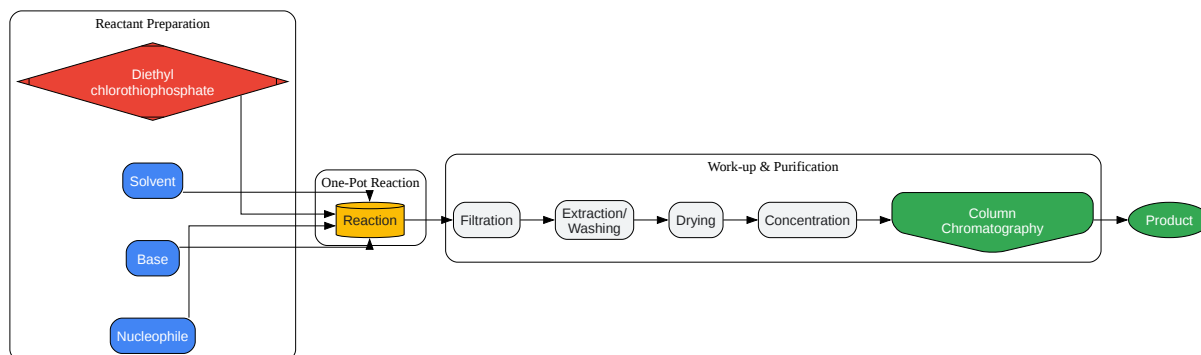 Reactant Preparation
Diethyl
chlorothiophosphate
Solvent
Base
Nucleophile
One-Pot Reaction
Reaction
Work-up & Purification
Filtration
Extraction/
Washing
Drying
Concentration
Column
Chromatography
Product